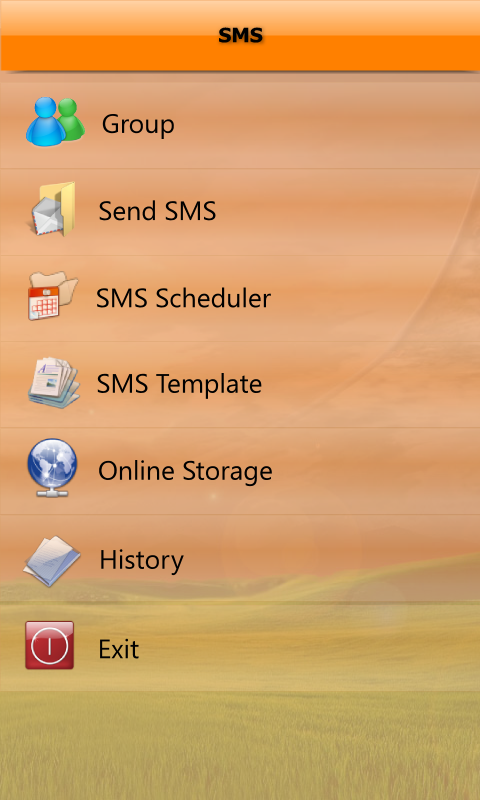 SMS
Group
Send SMS
SMS Scheduler
SMS Template
Online Storage
History
Exit